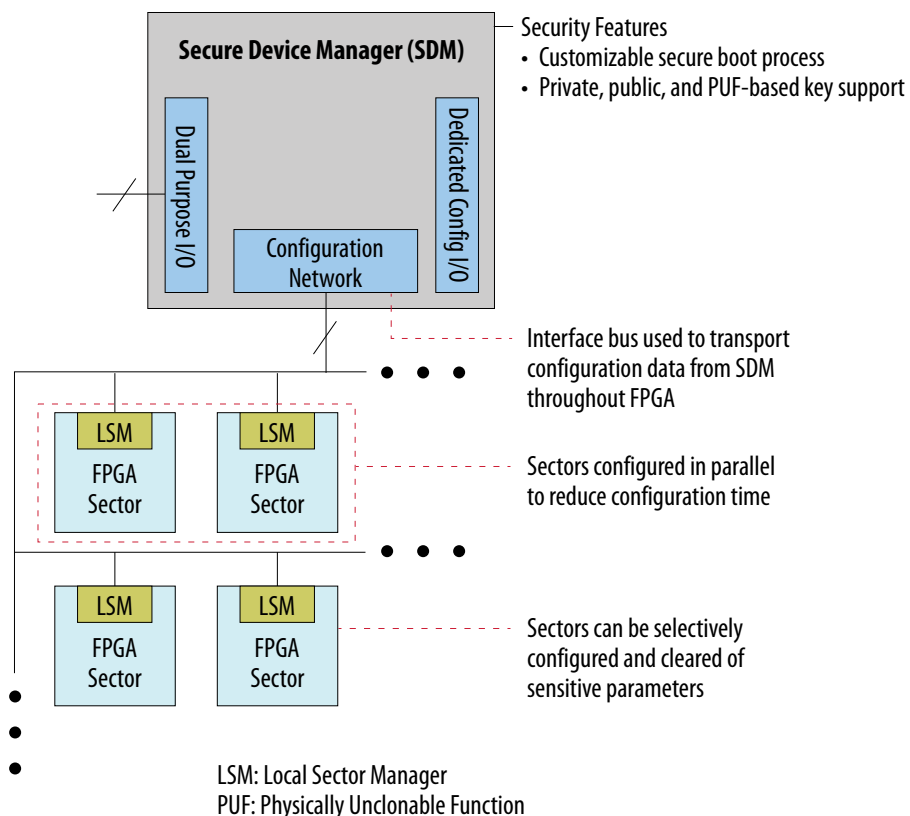 Secure Device Manager (SDM)
Security Features
• Customizable secure boot process
• Private, public, and PUF-based key support
Dual Purpose I/O
Dedicated Config I/O
Configuration
Network
Interface bus used to transport
configuration data from SDM
throughout FPGA
LSM
FPGA
Sector
LSM
FPGA
Sector
Sectors configured in parallel
to reduce configuration time
LSM
FPGA
Sector
LSM
FPGA
Sector
Sectors can be selectively
configured and cleared of
sensitive parameters
LSM: Local Sector Manager
PUF: Physically Unclonable Function